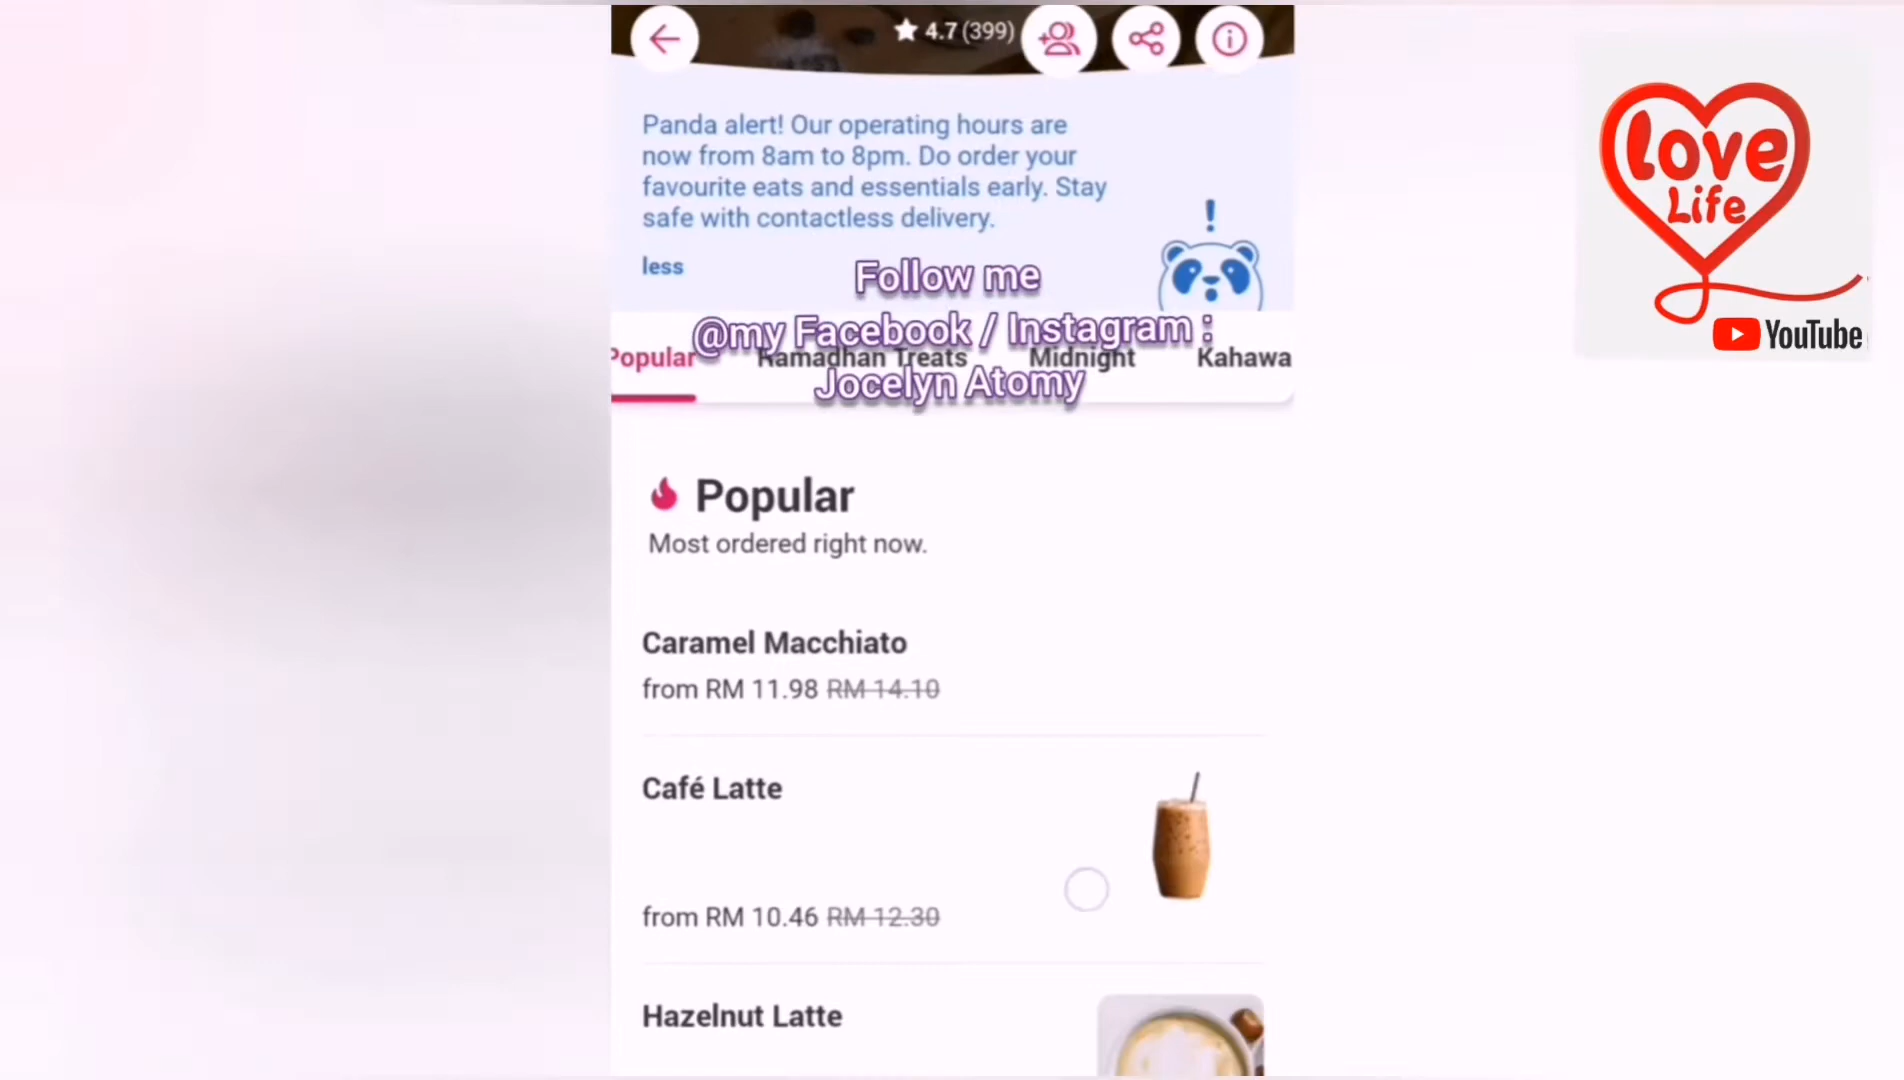 4.7 (399)
Panda alert! Our operating hours are
now from 8am to 8pm. Do order your
favourite eats and essentials early. Stay
safe with contactless delivery.
less
Follow me
@my Facebook / Instagram :
Jocelyn Atomy
Popular
Ramadhan Treats
Midnight
Kahawa
Popular
Most ordered right now.
Caramel Macchiato
from RM 11.98 RM 14.10
Café Latte
from RM 10.46 RM 12.30
Hazelnut Latte
love
Life
YouTube